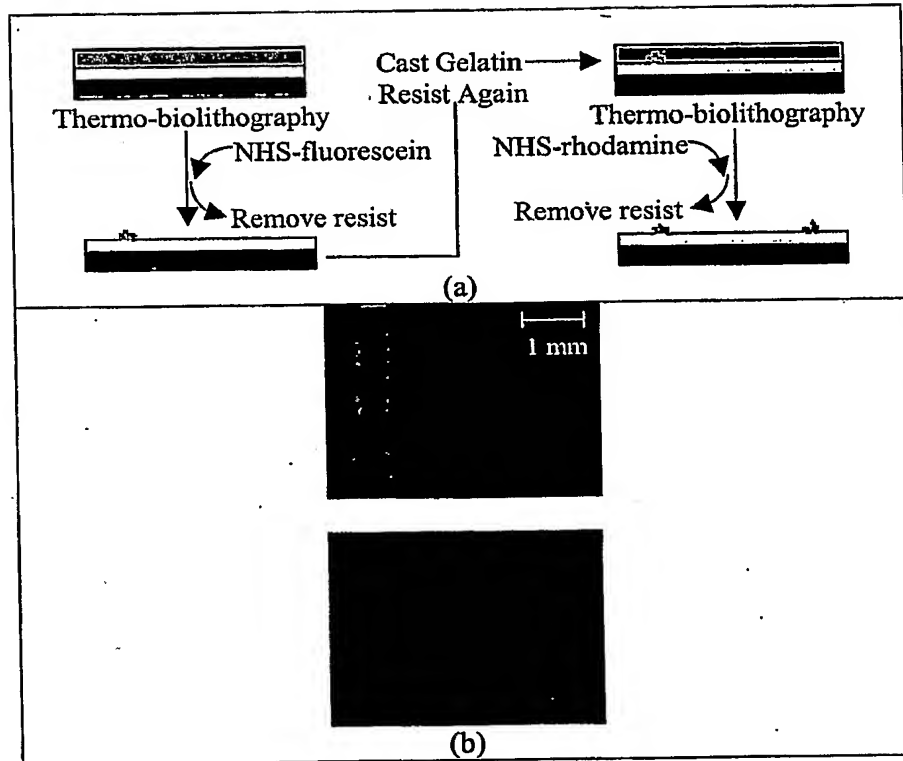 Thermo-biolithography
NHS-fluorescein
Remove resist
Cast Gelatin
Resist Again
Thermo-biolithography
NHS-rhodamine
Remove resist
(a)
1 mm
(b)